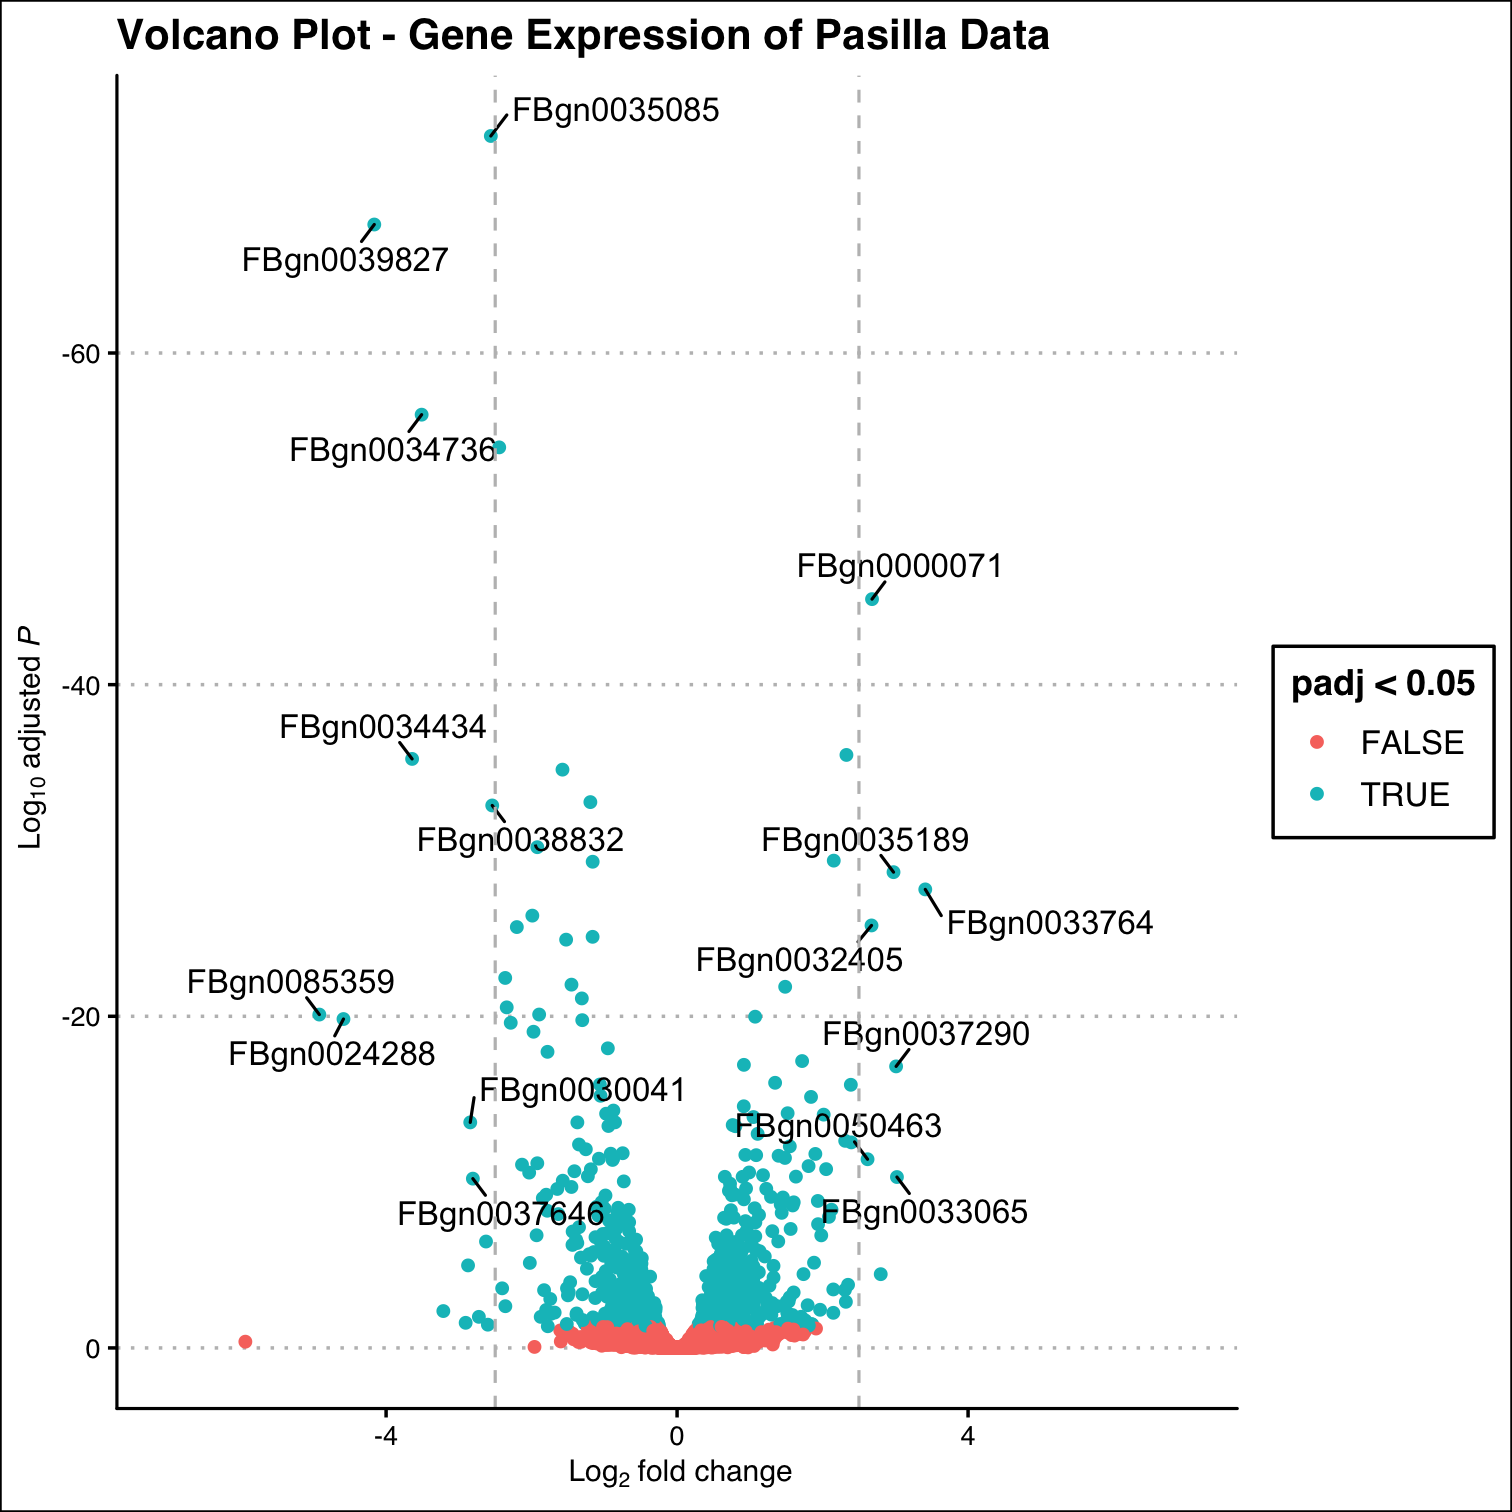 Volcano Plot - Gene Expression of Pasilla Data
FBgn0035085
FBgn0039827
-60
FBgn0034736
FBgn0000071
Log10 adjusted P
-40
FBgn0034434
FBgn0038832
FBgn0035189
FBgn0033764
FBgn0032405
FBgn0085359
-20
FBgn0024288
FBgn0037290
FBgn0030041
FBgn0050463
FBgn0037646
FBgn0033065
0
-4
0
4
Log2 fold change
padj < 0.05
FALSE
TRUE